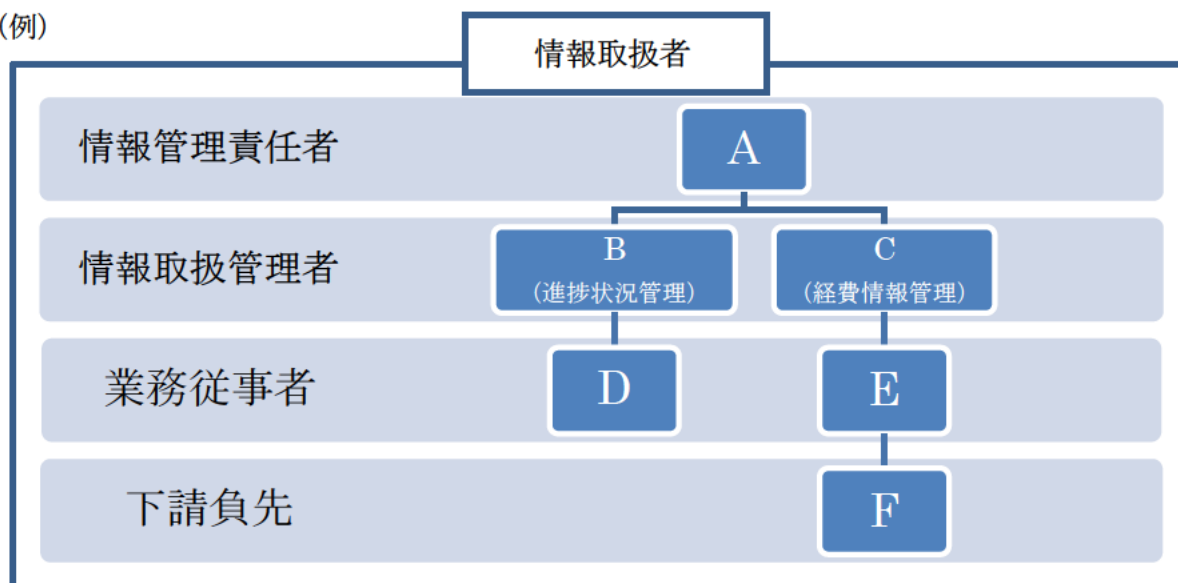 (例)
情報取扱者
情報管理責任者
A
情報取扱管理者
B
(進捗状況管理)
C
(経費情報管理)
業務従事者
D
E
下請負先
F